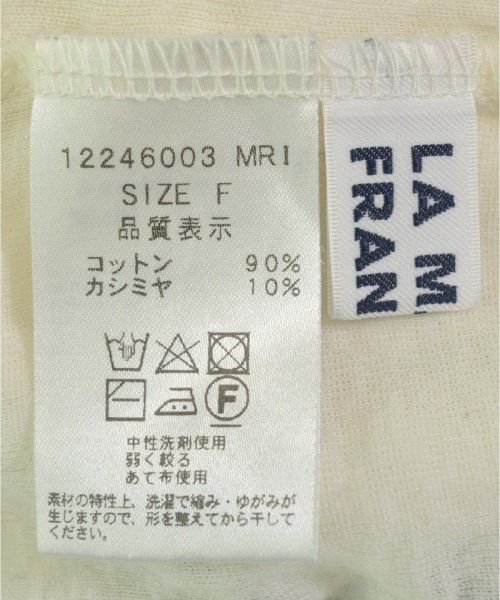 12246003 MRI
SIZE F
品質表示
コットン 90%
カシミヤ 10%
F
中性洗剤使用
弱く絞る
あて布使用
素材の特性上、洗濯で縮み・ゆがみが
生じますので、形を整えてから干して
ください。
LA M
FRAN